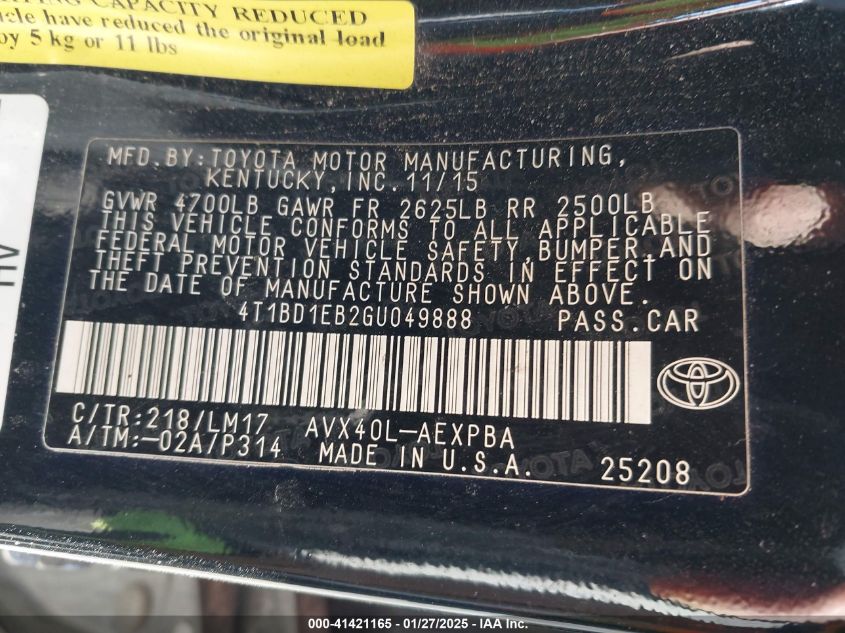 CAPACITY REDUCED
have reduced the original load
by 5 kg or 11 lbs
HV
MFD.BY:TOYOTA MOTOR MANUFACTURING,
KENTUCKY,INC.11/15
GVWR 4700LB GAWR FR 2625LB RR 2500LB
THIS VEHICLE CONFORMS TO ALL APPLICABLE
FEDERAL MOTOR VEHICLE SAFETY,BUMPER,AND
THEFT PREVENTION STANDARDS IN EFFECT ON
THE DATE OF MANUFACTURE SHOWN ABOVE.
4T1BD1EB2GU049888 PASS.CAR
C/TR:218/LM17 AVX40L-AEXPBA
A/TM:-02A/P314 MADE IN U.S.A. 25208
000-41421165 - 01/27/2025 - IAA Inc.